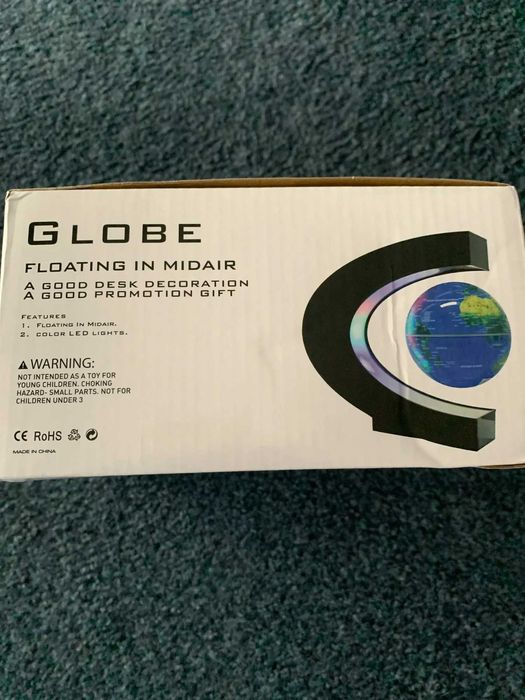 GLOBE
FLOATING IN MIDAIR
A GOOD DESK DECORATION
A GOOD PROMOTION GIFT
FEATURES
1. FLOATING IN MIDAIR.
2. COLOR LED LIGHTS.
WARNING:
NOT INTENDED AS A TOY FOR
YOUNG CHILDREN. CHOKING
HAZARD- SMALL PARTS. NOT FOR
CHILDREN UNDER 3
CE RoHS
MADE IN CHINA